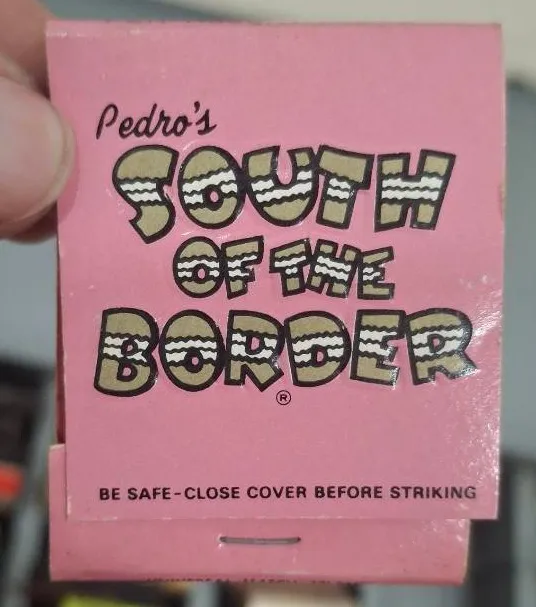 Pedro's
SOUTH
OF THE
BORDER
®
BE SAFE-CLOSE COVER BEFORE STRIKING